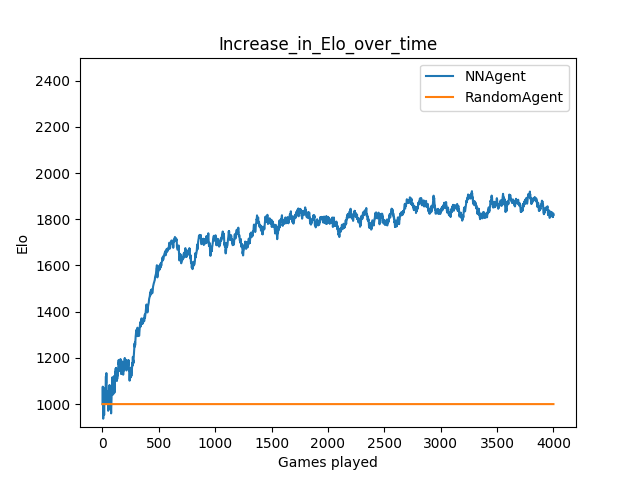 Increase_in_Elo_over_time
NNAgent
RandomAgent
2400
2200
2000
1800
1600
1400
1200
1000
Elo
0 500 1000 1500 2000 2500 3000 3500 4000
Games played